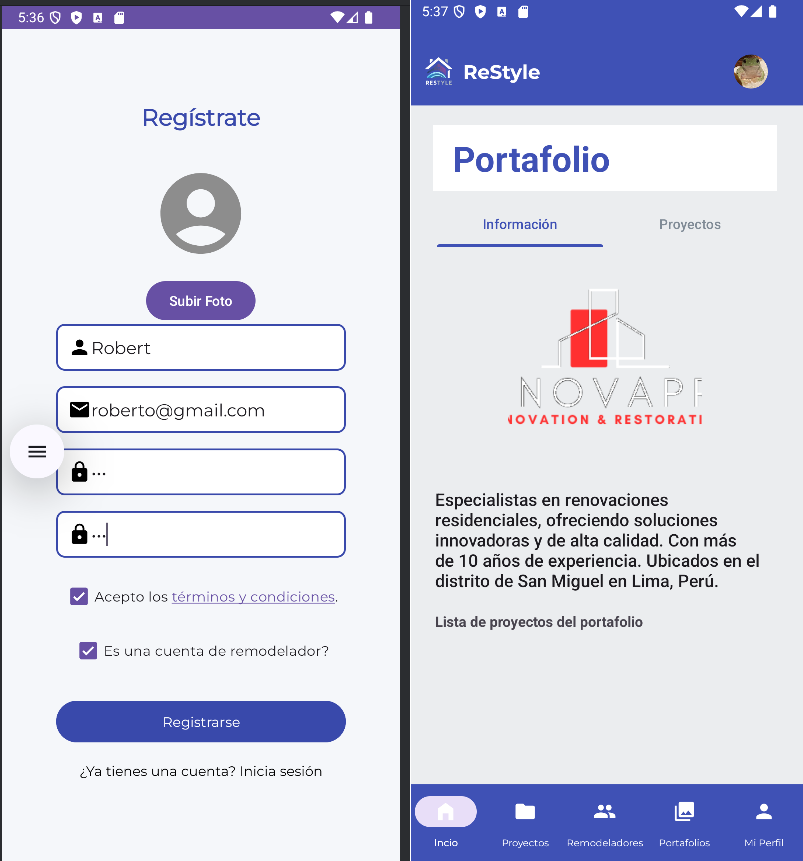 5:36
Regístrate
Subir Foto
Robert
roberto@gmail.com
...
...
Acepto los términos y condiciones.
Es una cuenta de remodelador?
Registrarse
¿Ya tienes una cuenta? Inicia sesión
5:37
RESTYLE
ReStyle
Portafolio
Información
Proyectos
NOVAPE
NOVATION & RESTORATI
Especialistas en renovaciones
residenciales, ofreciendo soluciones
innovadoras y de alta calidad. Con más
de 10 años de experiencia. Ubicados en el
distrito de San Miguel en Lima, Perú.
Lista de proyectos del portafolio
Incio
Proyectos
Remodeladores
Portafolios
Mi Perfil